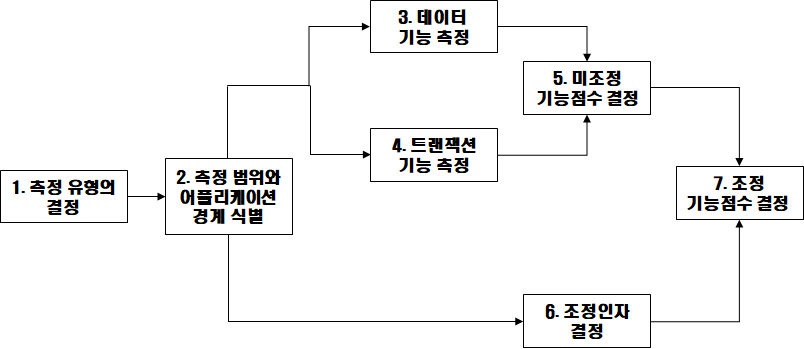 1. 측정 유형의
결정
2. 측정 범위와
어플리케이션
경계 식별
3. 데이터
기능 측정
4. 트랜잭션
기능 측정
5. 미조정
기능점수 결정
6. 조정인자
결정
7. 조정
기능점수 결정